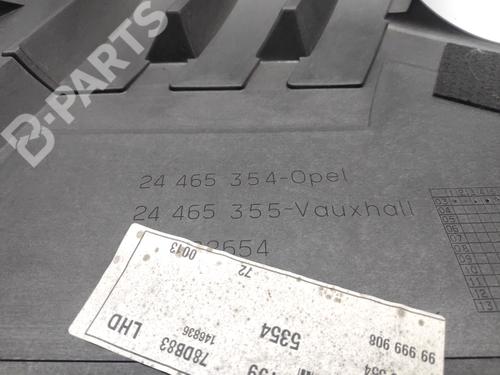 B-PARTS
24 465 354-Opel
24 465 355-Vauxhall
2654
72
0013
LHD
78DB83
146836
5354
99 999 908